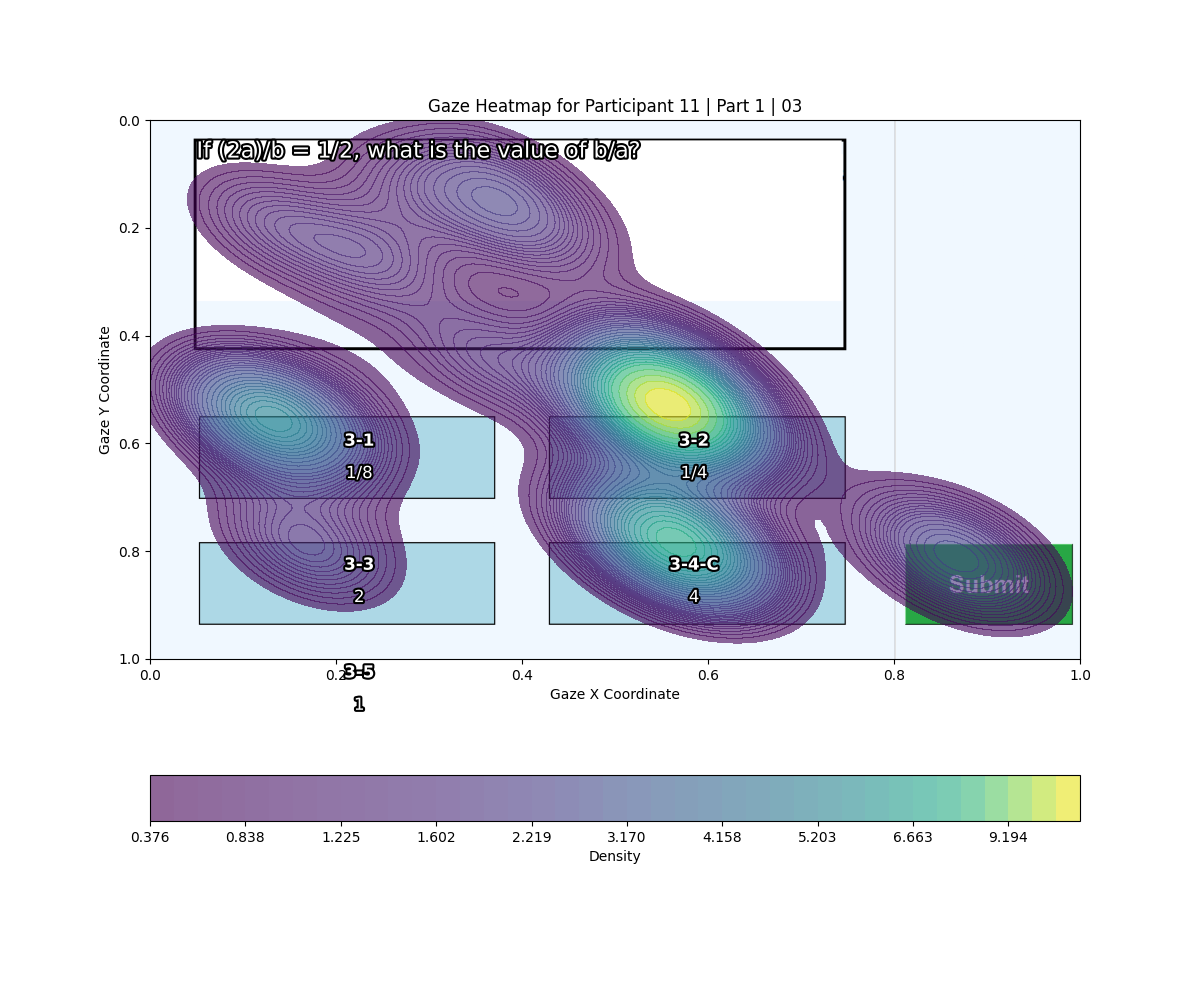 Gaze Heatmap for Participant 11 | Part 1 | 03
0.0
0.2
0.4
0.6
0.8
1.0
Gaze Y Coordinate
If (2a)/b = 1/2, what is the value of b/a?
3-1
1/8
3-2
1/4
3-3
2
3-4-C
4
Submit
3-5
1
0.0 0.2 0.4 0.6 0.8 1.0
Gaze X Coordinate
0.376 0.838 1.225 1.602 2.219 3.170 4.158 5.203 6.663 9.194
Density